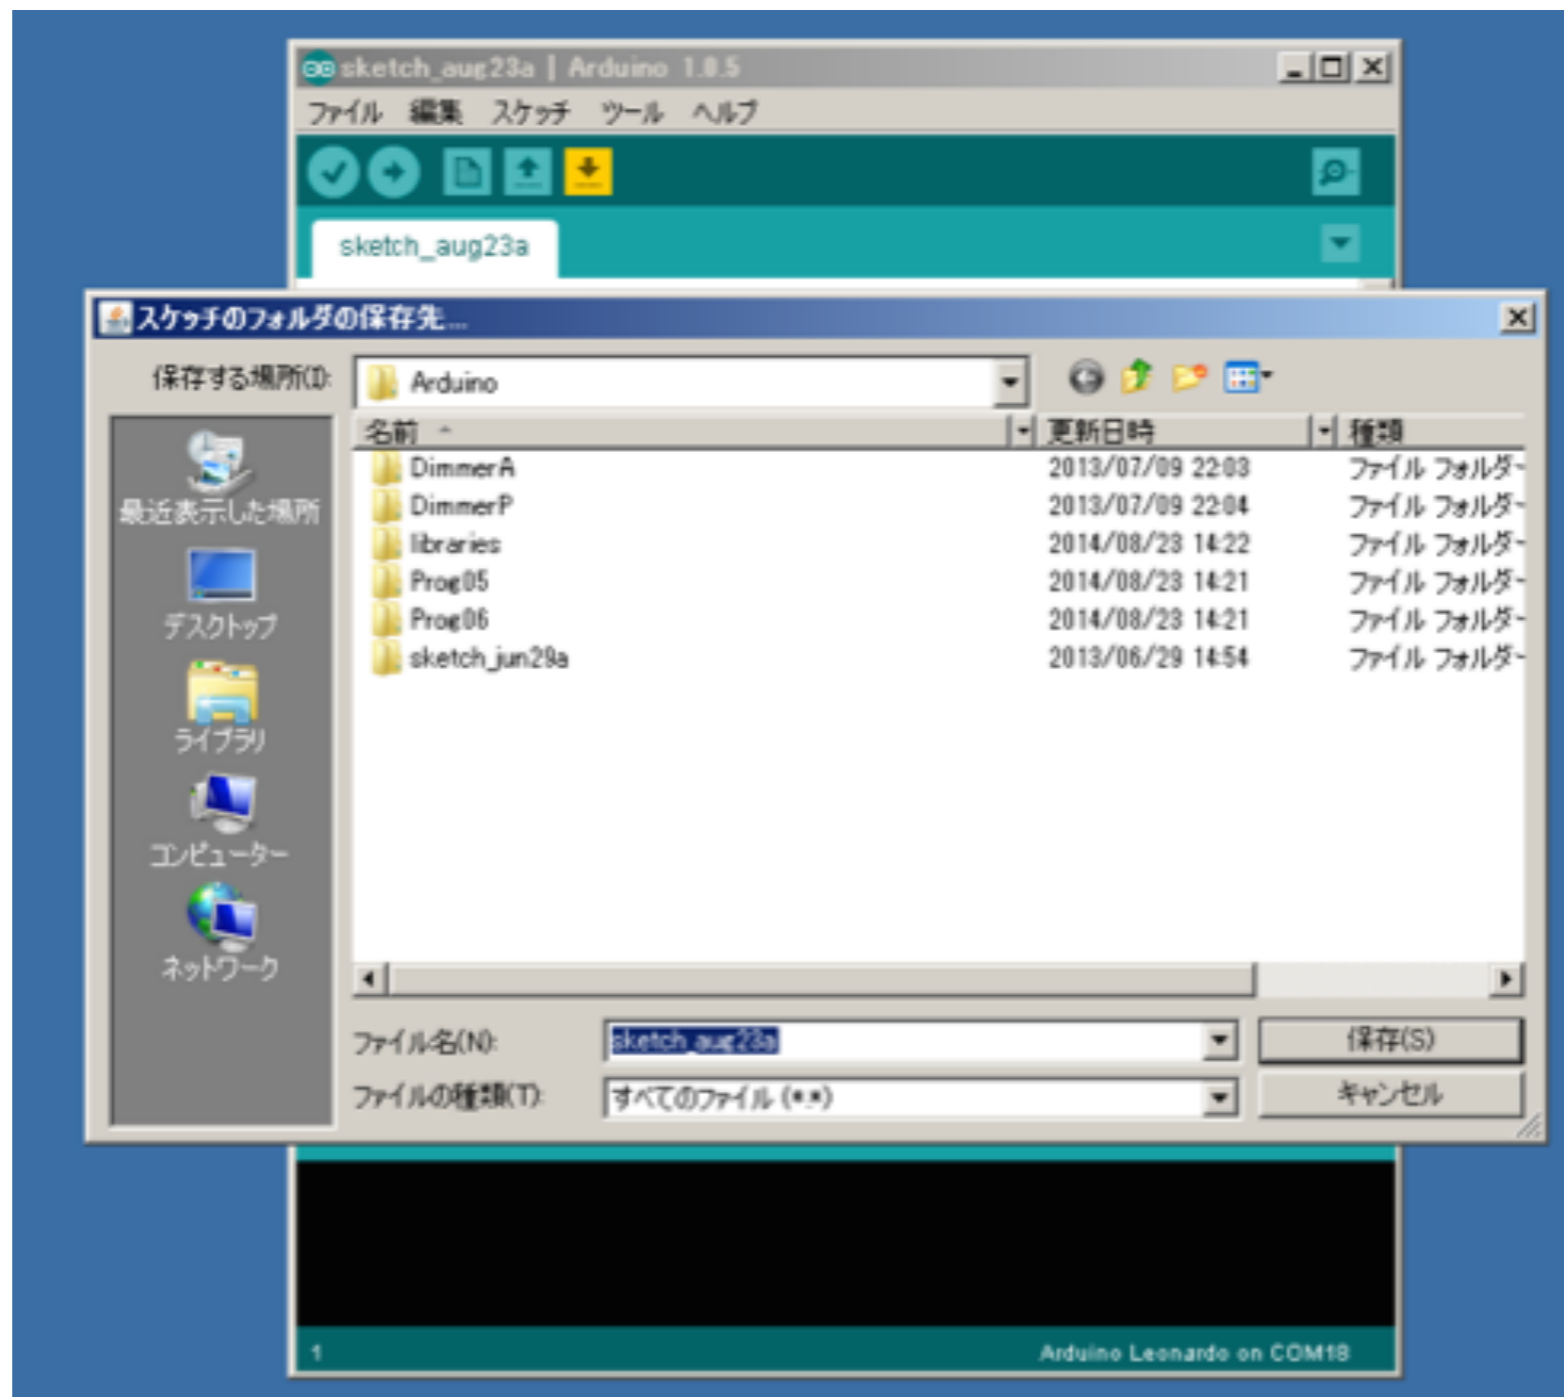 sketch_aug23a | Arduino 1.0.5
ファイル 編集 スケッチ ツール ヘルプ
sketch_aug23a
スケッチのフォルダの保存先...
保存する場所(I): Arduino
名前 更新日時 種類
DimmerA 2013/07/09 22:03 ファイル フォルダー
DimmerP 2013/07/09 22:04 ファイル フォルダー
libraries 2014/08/23 14:22 ファイル フォルダー
Prog05 2014/08/23 14:21 ファイル フォルダー
Prog06 2014/08/23 14:21 ファイル フォルダー
sketch_jun29a 2013/06/29 14:54 ファイル フォルダー
最近表示した場所
デスクトップ
ライブラリ
コンピューター
ネットワーク
ファイル名(N): sketch_aug23a 保存(S)
ファイルの種類(T): すべてのファイル (*.*) キャンセル
1 Arduino Leonardo on COM18